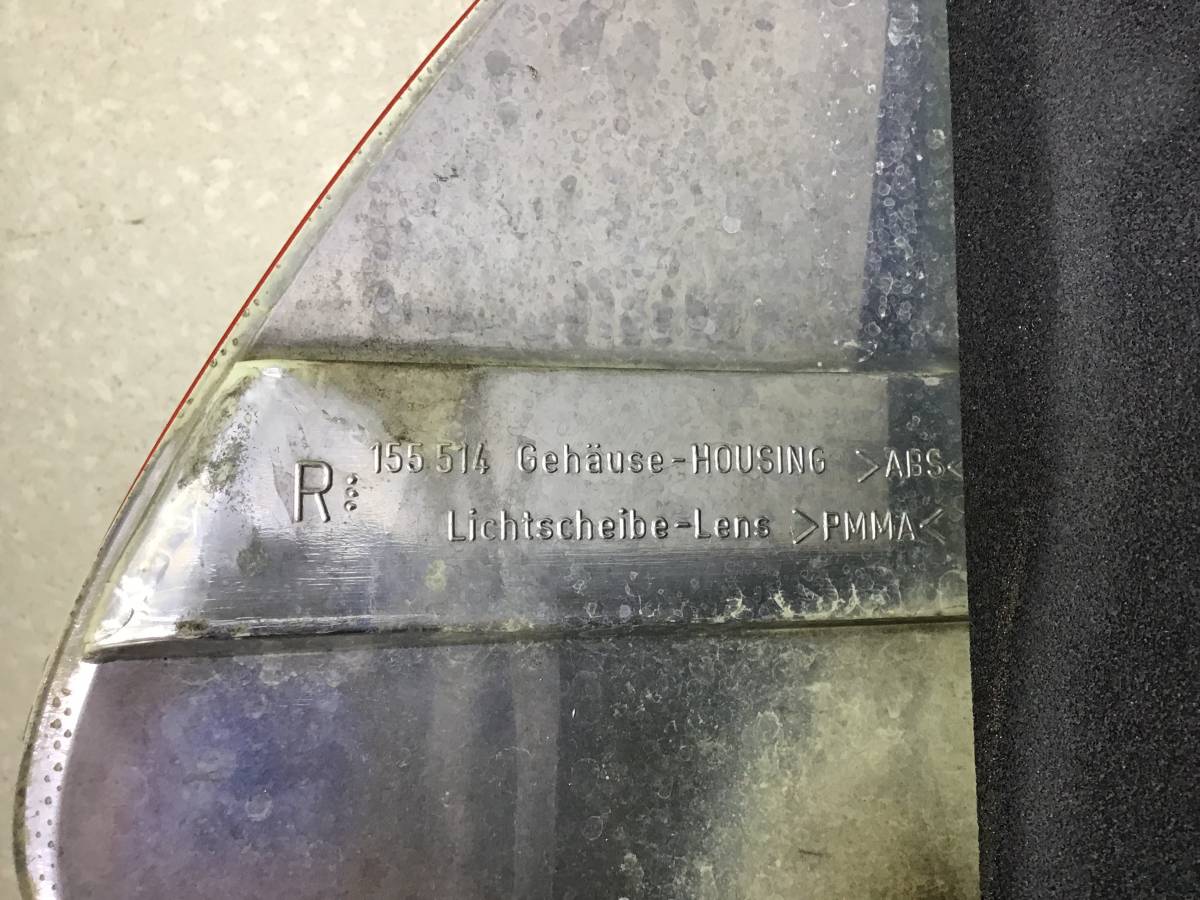 R: 155 514 Gehäuse-HOUSING >ABS<
Lichtscheibe-Lens >PMMA<